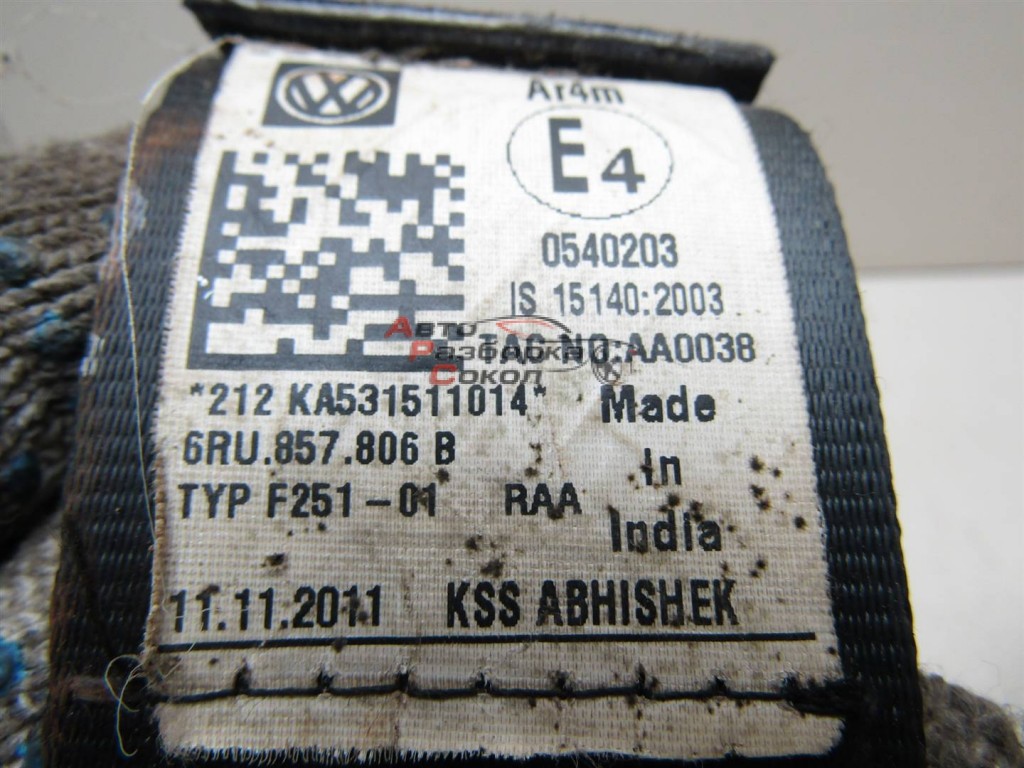 Ar4m
E4
0540203
IS 15140:2003
TAC NO:AA0038
Авто
Разборка
Сокол
*212 KA531511014* Made
6RU.857.806 B In
TYP F251-01 RAA India
11.11.2011 KSS ABHISHEK